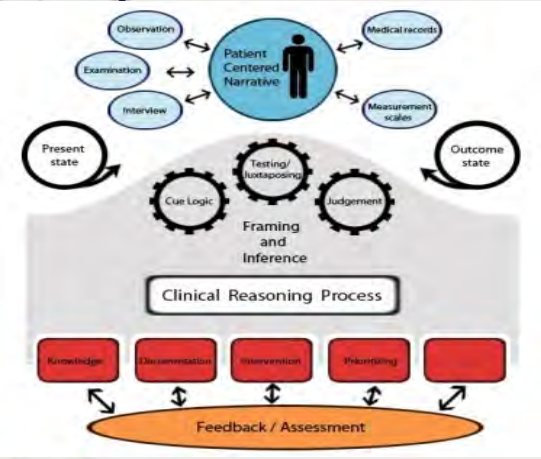 Observation
Medical records
Patient
Centered
Narrative
Examination
Interview
Measurement
scales
Present
state
Outcome
state
Testing/
Juxtaposing
Cue Logic
Judgement
Framing
and
Inference
Clinical Reasoning Process
Knowledge
Documentation
Intervention
Prioritizing
Feedback / Assessment